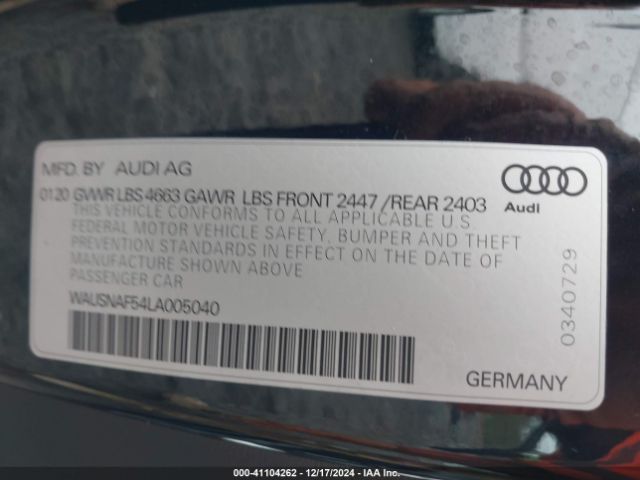 MFD. BY AUDI AG
0120 GVWR LBS 4663 GAWR LBS FRONT 2447 /REAR 2403
THIS VEHICLE CONFORMS TO ALL APPLICABLE U.S
FEDERAL MOTOR VEHICLE SAFETY, BUMPER AND THEFT
PREVENTION STANDARDS IN EFFECT ON THE DATE OF
MANUFACTURE SHOWN ABOVE
PASSENGER CAR
WAUSNAF54LA005040
Audi
0340729
GERMANY
000-41104262 - 12/17/2024 - IAA Inc.